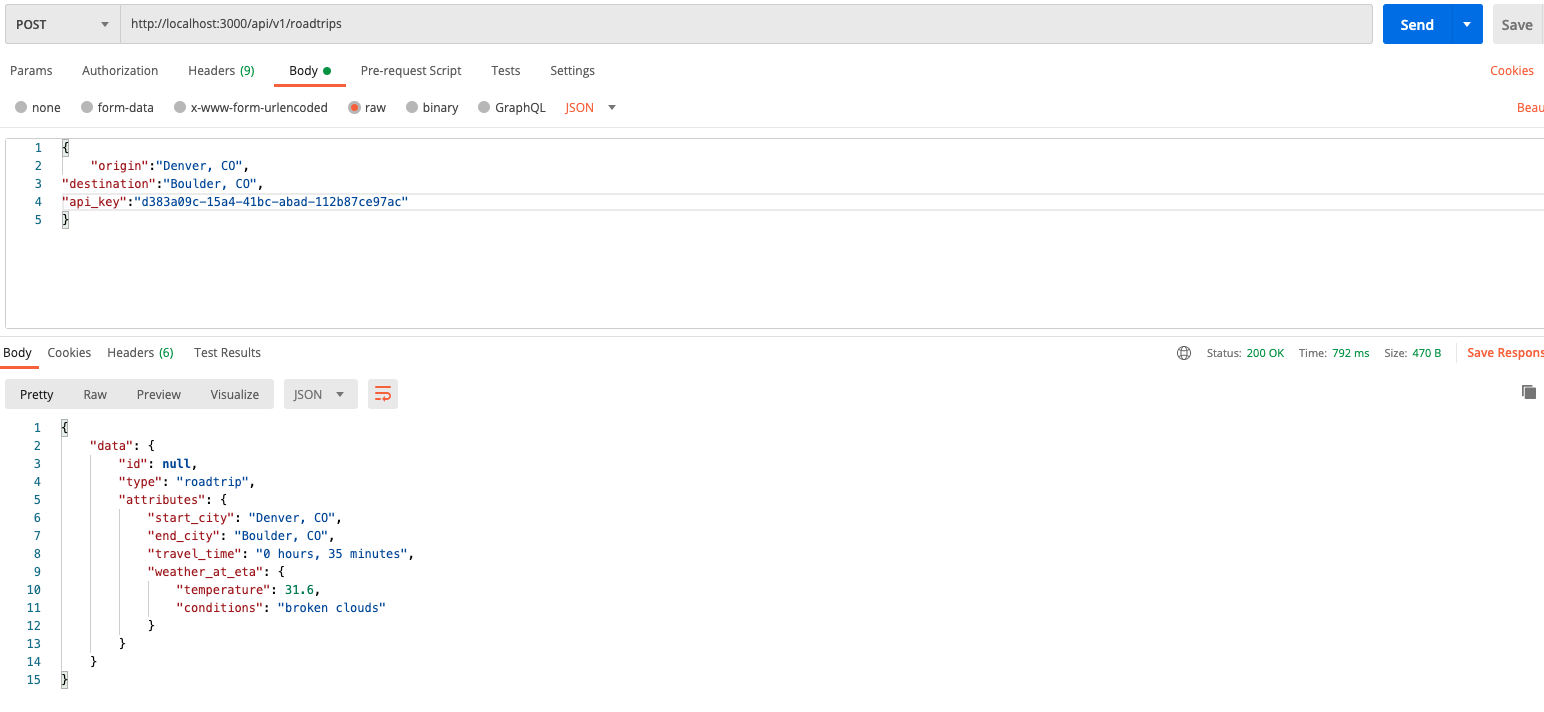 POST http://localhost:3000/api/v1/roadtrips Send Save
Params Authorization Headers (9) Body Pre-request Script Tests Settings Cookies
none form-data x-www-form-urlencoded raw binary GraphQL JSON Beau
1 {
2 "origin":"Denver, CO",
3 "destination":"Boulder, CO",
4 "api_key":"d383a09c-15a4-41bc-abad-112b87ce97ac"
5 }
Body Cookies Headers (6) Test Results Status: 200 OK Time: 792 ms Size: 470 B Save Respons
Pretty Raw Preview Visualize JSON
1 {
2 "data": {
3 "id": null,
4 "type": "roadtrip",
5 "attributes": {
6 "start_city": "Denver, CO",
7 "end_city": "Boulder, CO",
8 "travel_time": "0 hours, 35 minutes",
9 "weather_at_eta": {
10 "temperature": 31.6,
11 "conditions": "broken clouds"
12 }
13 }
14 }
15 }